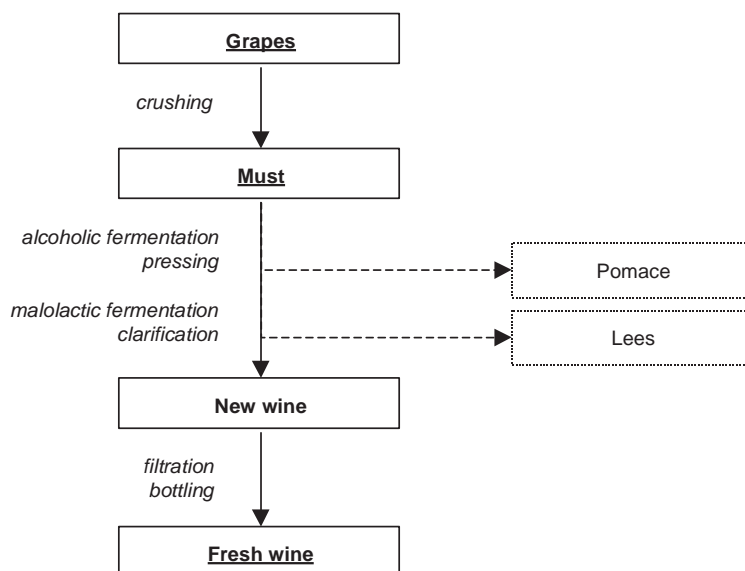 Grapes
crushing
Must
alcoholic fermentation
pressing
Pomace
malolactic fermentation
clarification
Lees
New wine
filtration
bottling
Fresh wine